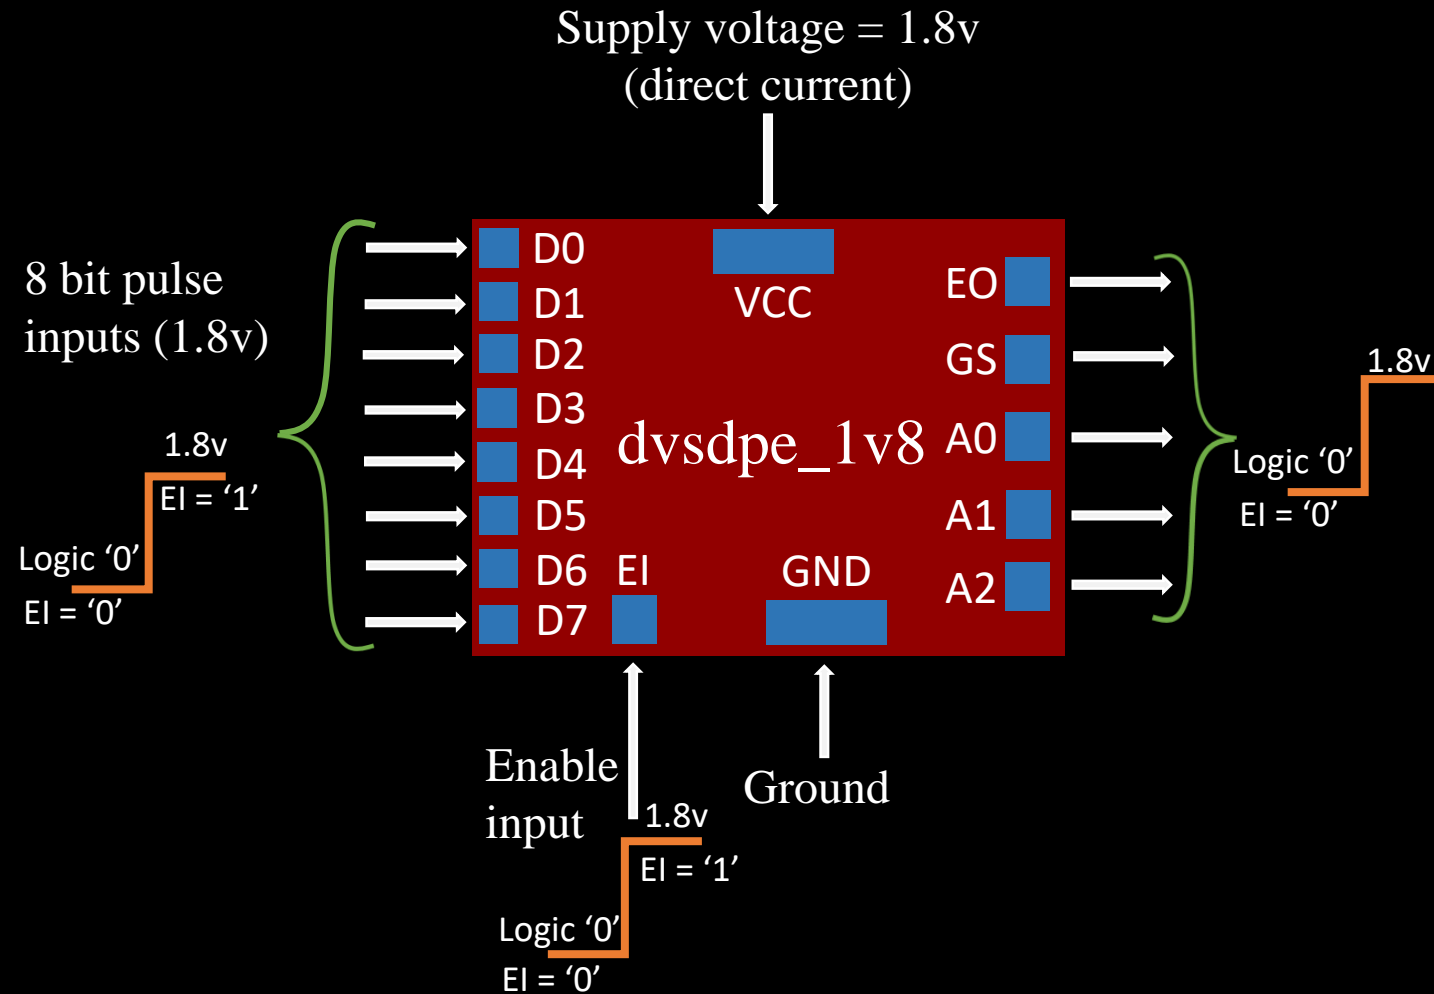 Supply voltage = 1.8v
(direct current)
8 bit pulse
inputs (1.8v)
1.8v
EI = ‘1’
Logic ‘0’
EI = ‘0’
D0
D1
D2
D3
D4
D5
D6
D7
VCC
dvsdpe_1v8
EI
GND
EO
GS
A0
A1
A2
1.8v
Logic ‘0’
EI = ‘0’
Enable
input
Ground
1.8v
EI = ‘1’
Logic ‘0’
EI = ‘0’